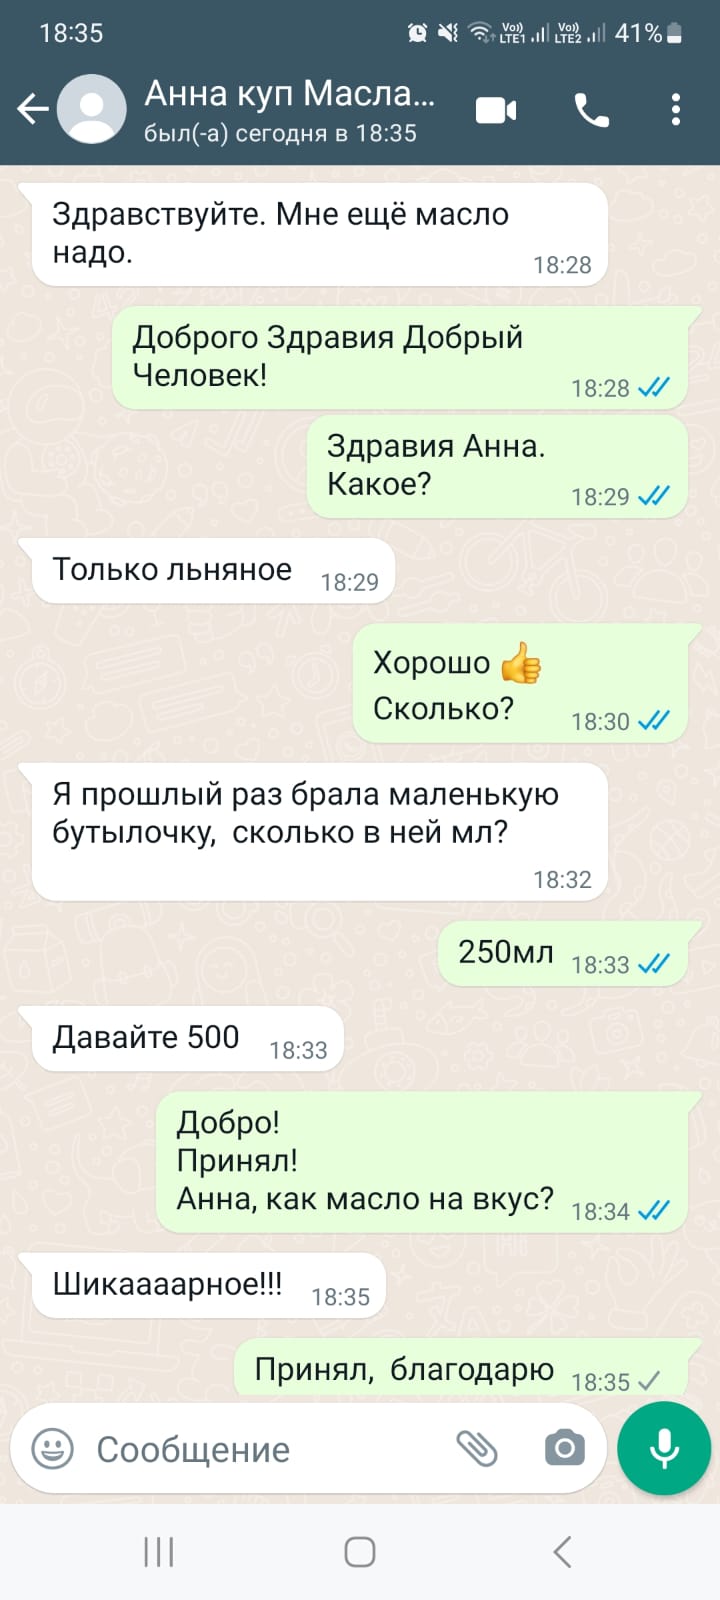 18:35
Vo)) LTE1 Vo)) LTE2 41%
Анна куп Масла...
был(-а) сегодня в 18:35
Здравствуйте. Мне ещё масло
надо.
18:28
Доброго Здравия Добрый
Человек!
18:28
Здравия Анна.
Какое?
18:29
Только льняное 18:29
Хорошо 👍
Сколько?
18:30
Я прошлый раз брала маленькую
бутылочку, сколько в ней мл?
18:32
250мл 18:33
Давайте 500 18:33
Добро!
Принял!
Анна, как масло на вкус? 18:34
Шикаааарное!!! 18:35
Принял, благодарю 18:35
Сообщение